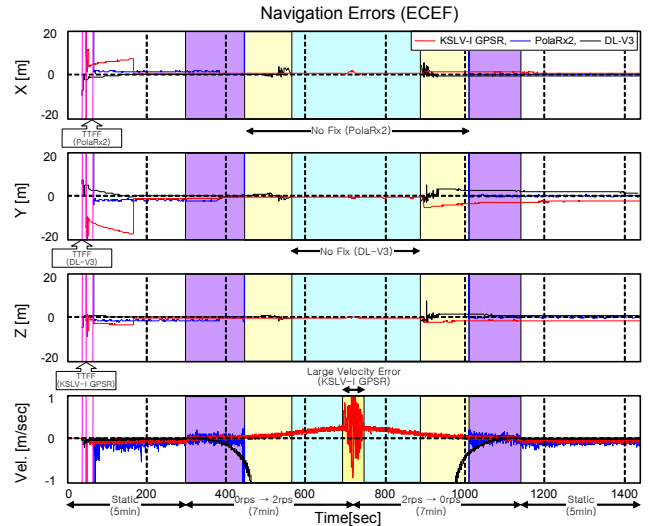 Navigation Errors (ECEF)
KSLV-I GPSR, PolaRx2, DL-V3
20
X [m]
0
20
TTFF
(PolaRx2)
No Fix (PolaRx2)
20
Y [m]
0
-20
TTFF
(DL-V3)
No Fix (DL-V3)
20
Z [m]
0
-20
TTFF
(KSLV-I GPSR)
Large Velocity Error
(KSLV-I GPSR)
1
Vel. [m/sec]
0
-1
0 200 400 600 800 1000 1200 1400
Static
(5min)
0rps → 2rps
(7min)
2rps → 0rps
(7min)
Static
(5min)
Time[sec]